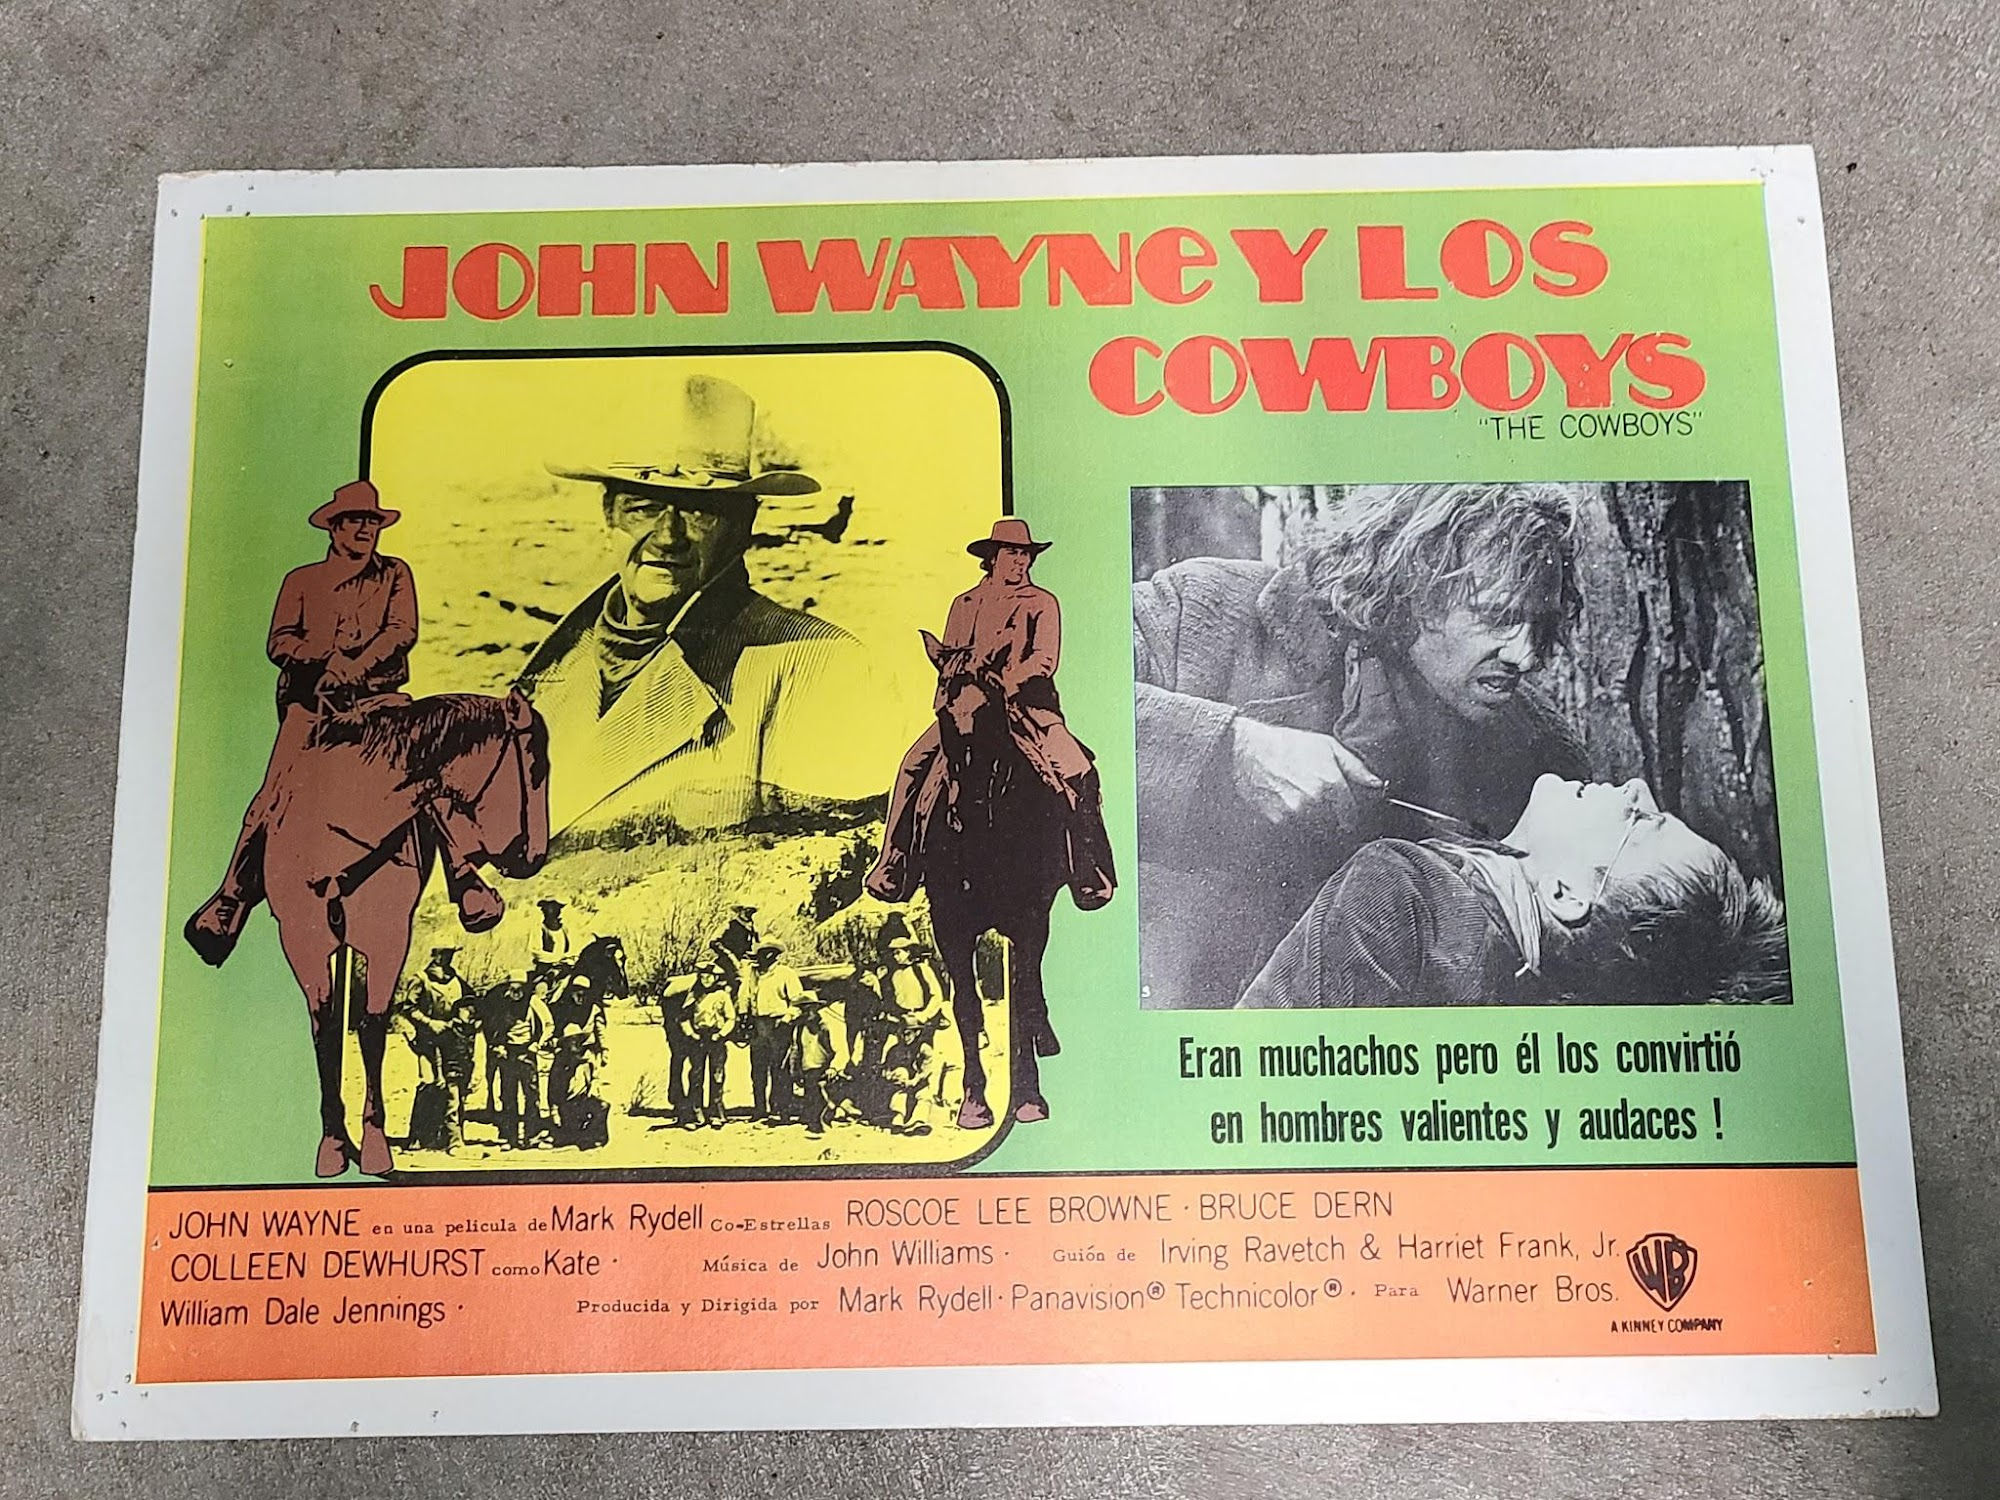 JOHN WAYNE Y LOS
COWBOYS
"THE COWBOYS"
Eran muchachos pero él los convirtió
en hombres valientes y audaces !
JOHN WAYNE en una pelicula de Mark Rydell Co-Estrellas ROSCOE LEE BROWNE · BRUCE DERN
COLLEEN DEWHURST como Kate · Música de John Williams · Guión de Irving Ravetch & Harriet Frank, Jr.
William Dale Jennings · Producida y Dirigida por Mark Rydell · Panavision® Technicolor® · Para Warner Bros.
WB
A KINNEY COMPANY